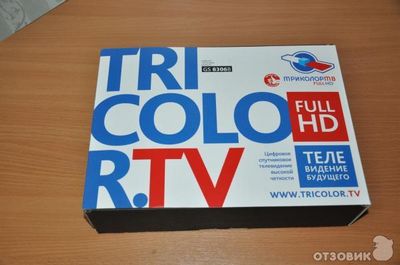 TRI
COLO
R.TV
GS 8306B
ТРИКОЛОР ТВ
FULL HD
FULL
HD
Цифровое
спутниковое
телевидение
высокой
четкости
ТЕЛЕ
ВИДЕНИЕ
БУДУЩЕГО
WWW.TRICOLOR.TV
ОТЗОВИК